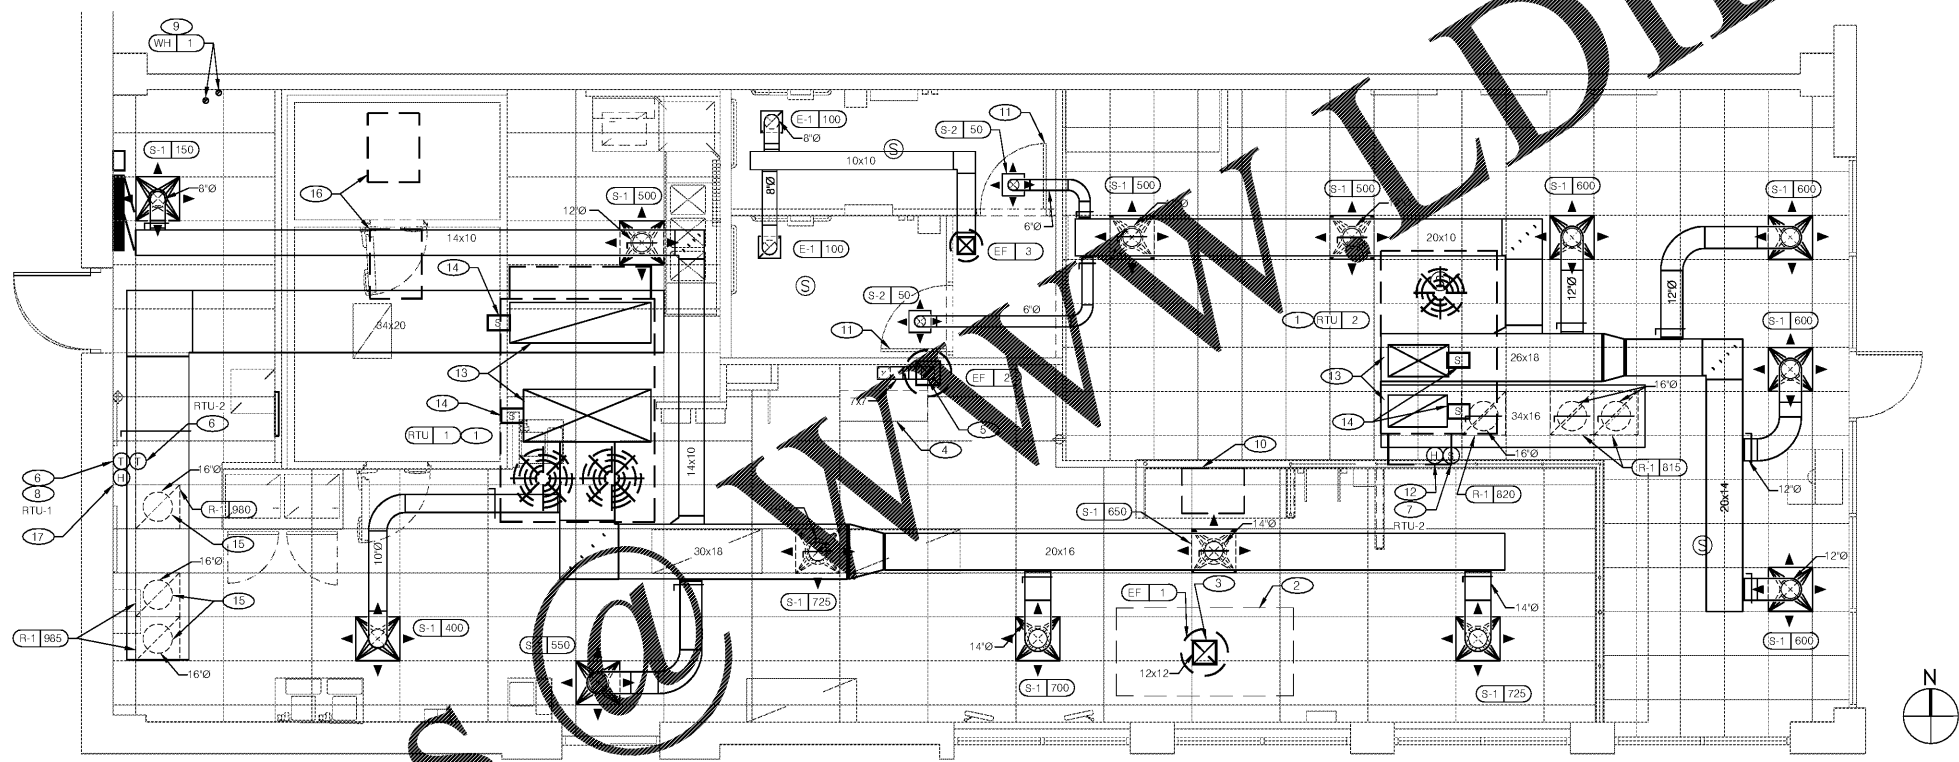 9
WH 1
S-1 150
8"Ø
16
14x10
S-1 500
12"Ø
E-1 100
8"Ø
10x10
8"Ø
E-1 100
S
S
S-2 50
11
6"Ø
EF 3
S-1 500
S-1 500
S-1 600
S-1 600
20x10
12"Ø
12"Ø
14
S
34x20
13
14
S
RTU 1 1
S-2 50
11
6"Ø
EF 2
7x7
5
4
1 RTU 2
13
S
26x18
S-1 600
14
S
34x16
16"Ø
16"Ø
R-1 815
RTU-2
6
T T
H
6
8
RTU-1
17
16"Ø
R-1 980
15
16"Ø
15
R-1 985
16"Ø
14x10
10"Ø
S-1 400
30x18
S-1 725
20x16
S-1 650
14"Ø
10
H S
12
7
R-1 820
RTU-2
12"Ø
20x14
S
12"Ø
S-1 600
EF 1
3
2
12x12
14"Ø
S-1 700
14"Ø
S-1 725
550
N
S@WWW.LDI